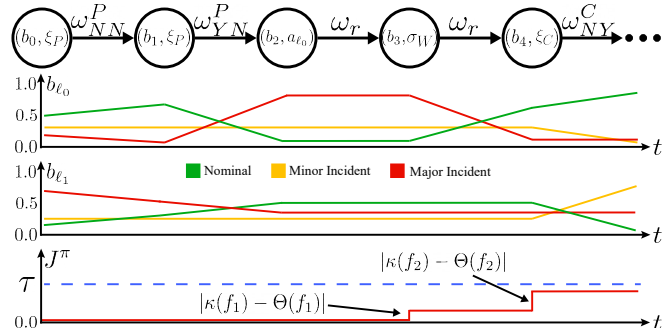 ω^P_{NN} ω^P_{YN} ω_r ω_r ω^C_{NY}
(b_0, ξ_P) (b_1, ξ_P) (b_2, a_{ℓ_0}) (b_3, σ_W) (b_4, ξ_C) •••
1.0 b_{ℓ_0}
0.5
0.0 t
1.0 b_{ℓ_1}
Nominal Minor Incident Major Incident
0.5
0.0 t
J^π
|κ(f_2) − Θ(f_2)|
τ
|κ(f_1) − Θ(f_1)|
0.0 t